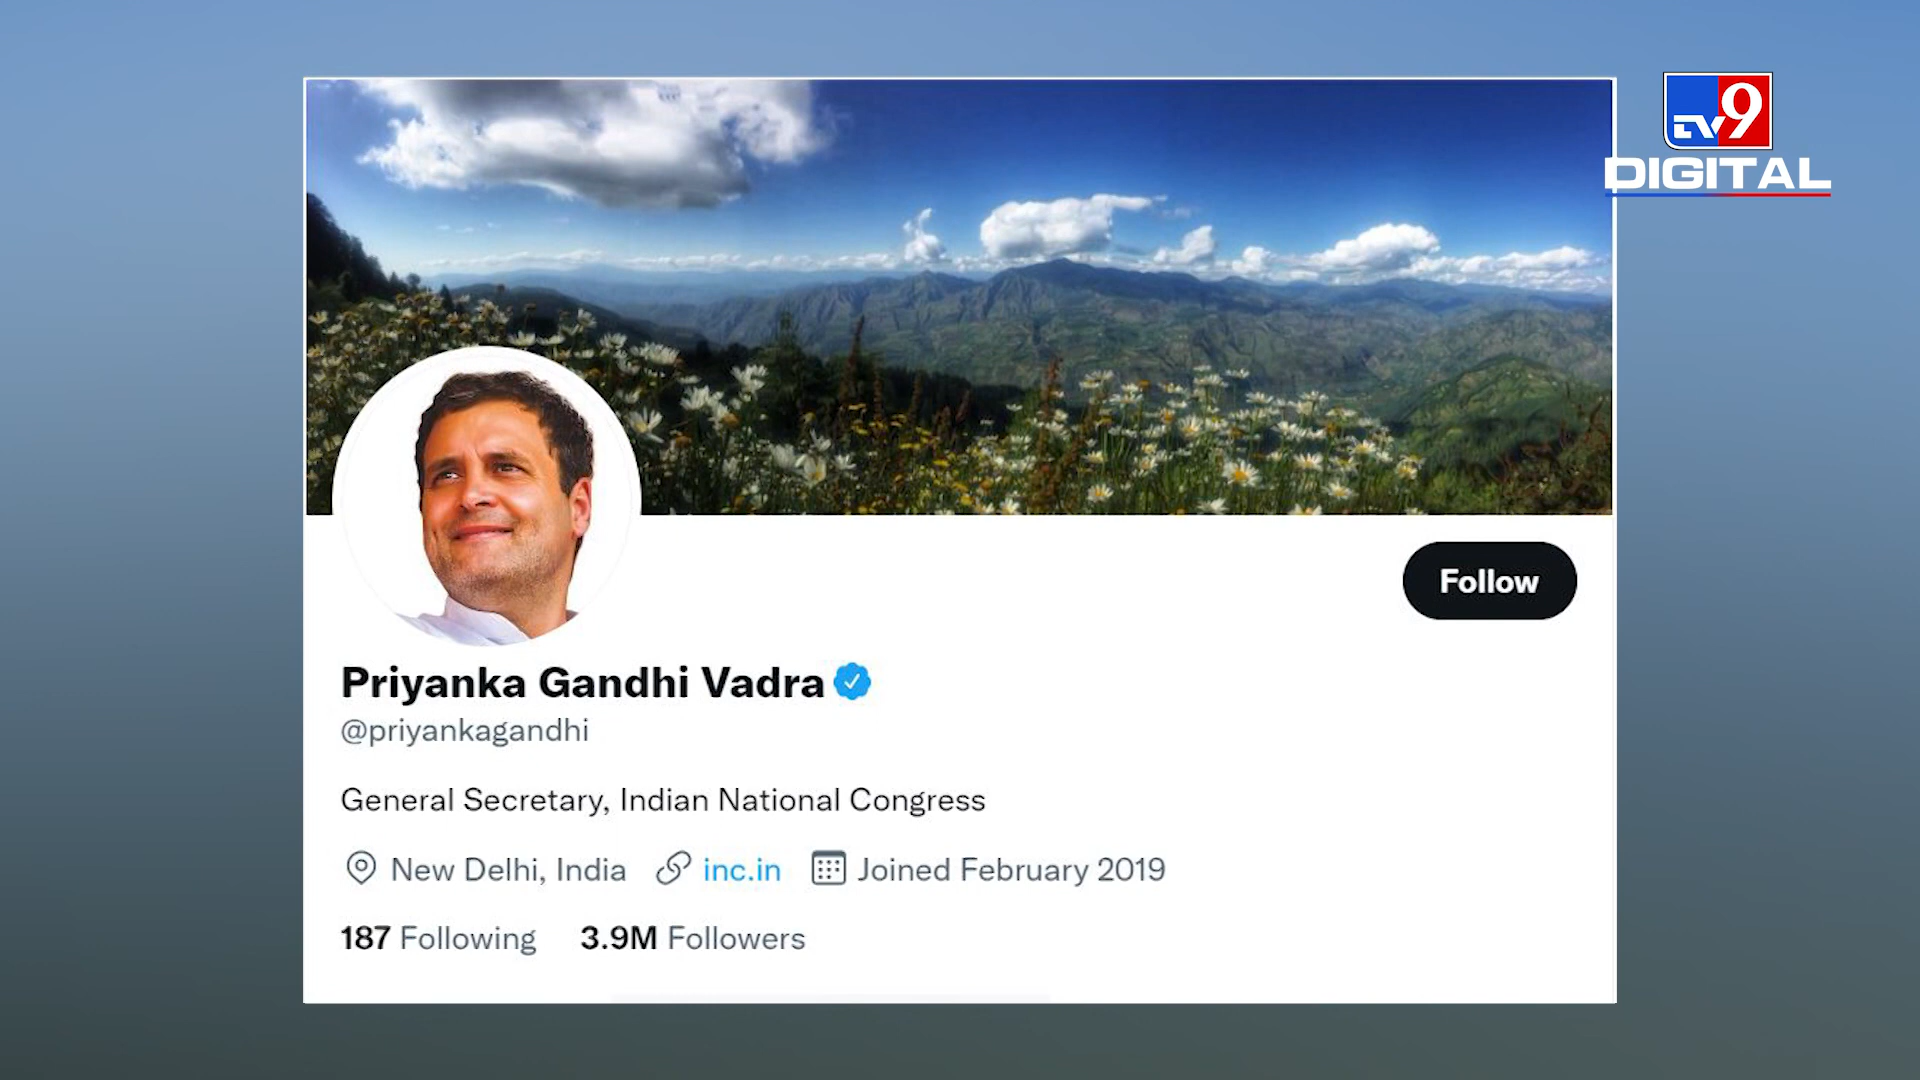 TV9
DIGITAL
Follow
Priyanka Gandhi Vadra
@priyankagandhi
General Secretary, Indian National Congress
New Delhi, India inc.in Joined February 2019
187 Following 3.9M Followers